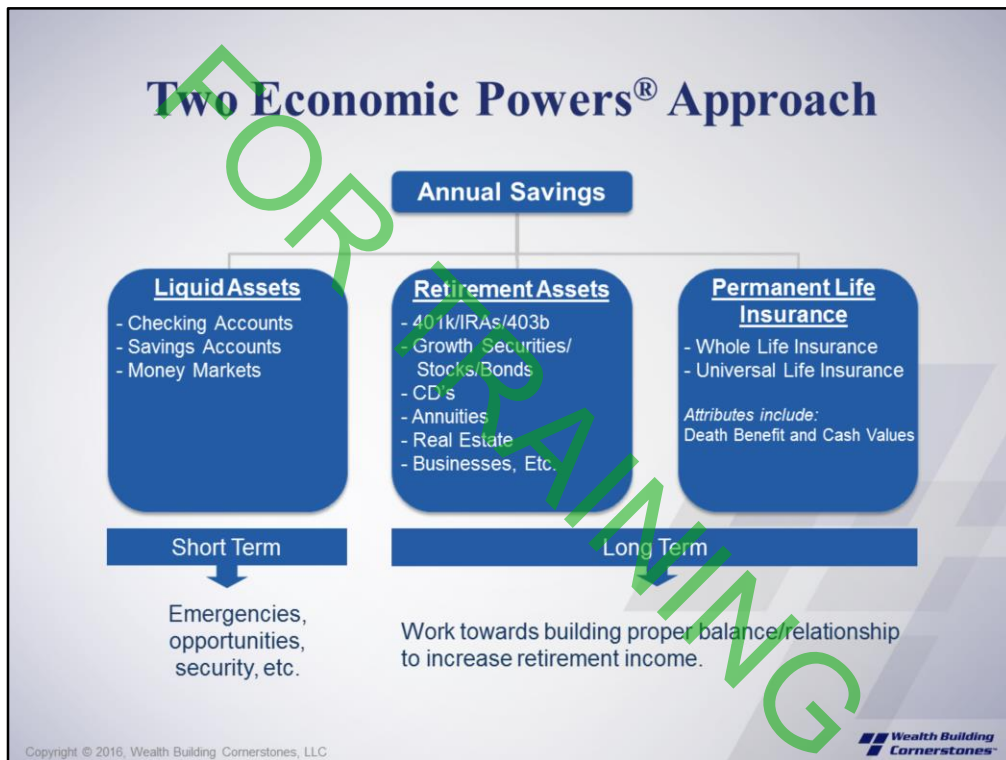 Two Economic Powers® Approach
Annual Savings
Liquid Assets
- Checking Accounts
- Savings Accounts
- Money Markets
Retirement Assets
- 401k/IRAs/403b
- Growth Securities/
Stocks/Bonds
- CD's
- Annuities
- Real Estate
- Businesses, Etc.
Permanent Life
Insurance
- Whole Life Insurance
- Universal Life Insurance
Attributes include:
Death Benefit and Cash Values
Short Term
Long Term
Emergencies,
opportunities,
security, etc.
Work towards building proper balance/relationship
to increase retirement income.
FOR TRAINING
Copyright © 2016, Wealth Building Cornerstones, LLC
Wealth Building
Cornerstones™